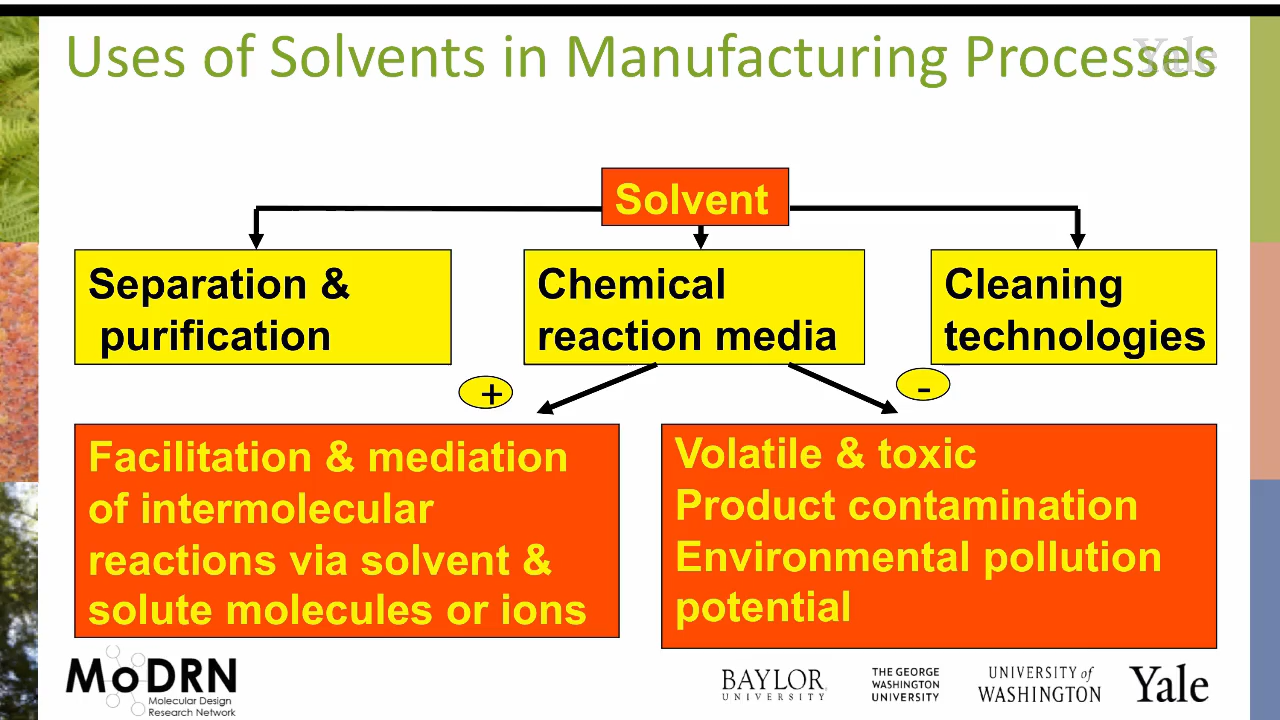 Uses of Solvents in Manufacturing Processes
Yale
Solvent
Separation &
purification
Chemical
reaction media
Cleaning
technologies
+
-
Facilitation & mediation
of intermolecular
reactions via solvent &
solute molecules or ions
Volatile & toxic
Product contamination
Environmental pollution
potential
MoDRN
Molecular Design
Research Network
BAYLOR
UNIVERSITY
THE GEORGE
WASHINGTON
UNIVERSITY
UNIVERSITY of
WASHINGTON
Yale